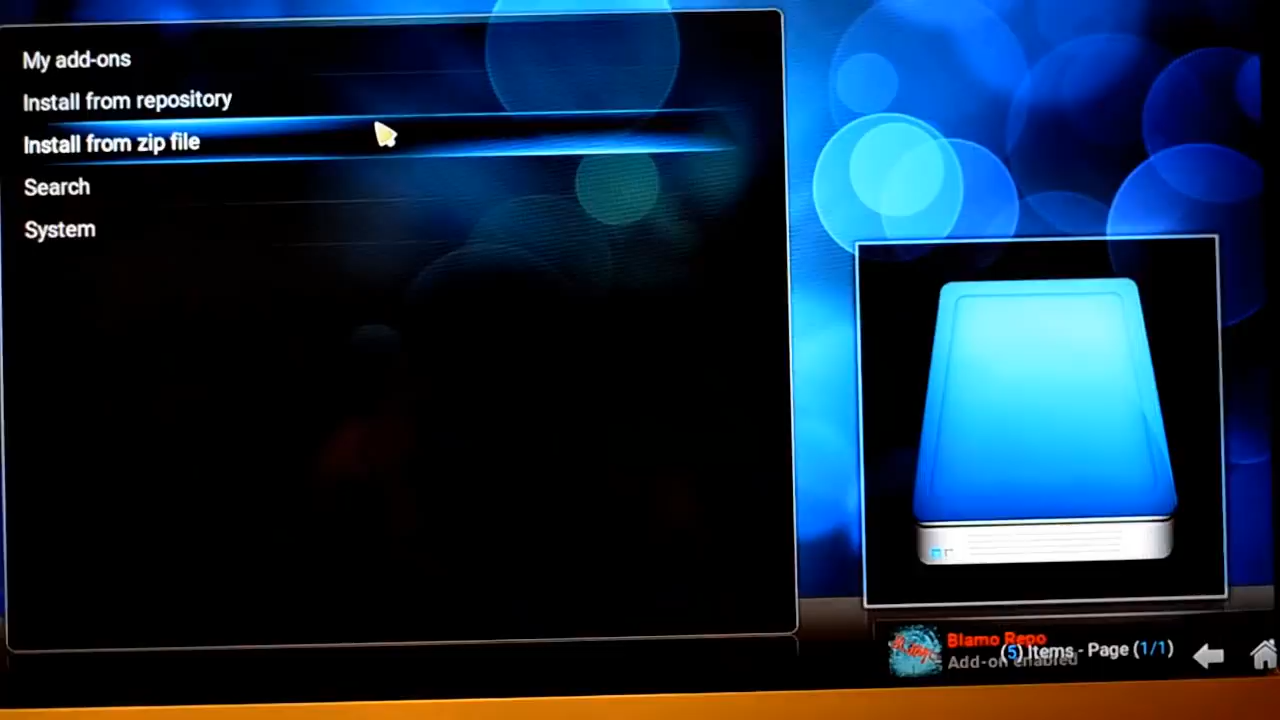 My add-ons
Install from repository
Install from zip file
Search
System
Blamo Repo
(5) Items - Page (1/1)
Add-on enabled